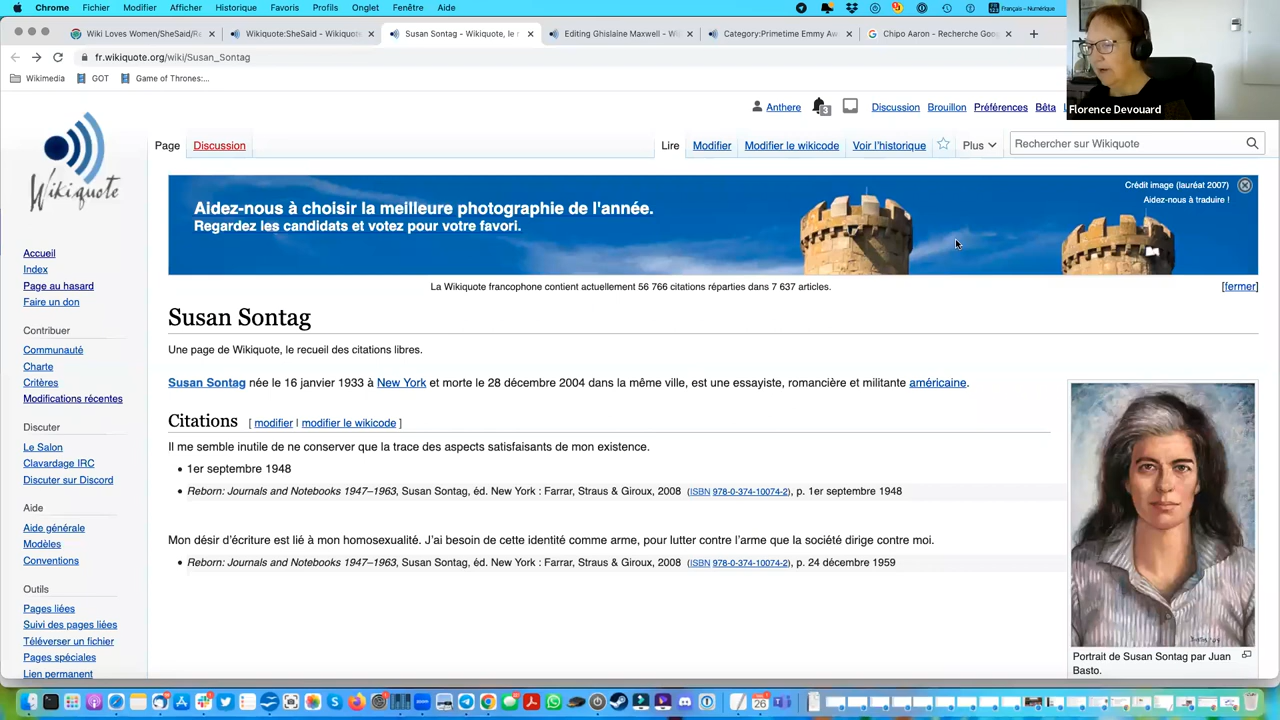 Chrome Fichier Modifier Afficher Historique Favoris Profils Onglet Fenêtre Aide
Français – Numérique
Wiki Loves Women/SheSaid/R
Wikiquote:SheSaid - Wikiquote
Susan Sontag - Wikiquote, le r
Editing Ghislaine Maxwell - W
Category:Primetime Emmy Aw
Chipo Aaron - Recherche Goo
fr.wikiquote.org/wiki/Susan_Sontag
Wikimedia GOT Game of Thrones:...
Florence Devouard
Anthere 3 Discussion Brouillon Préférences Bêta
Wikiquote
Page Discussion Lire Modifier Modifier le wikicode Voir l'historique Plus Rechercher sur Wikiquote
Aidez-nous à choisir la meilleure photographie de l'année.
Regardez les candidats et votez pour votre favori.
Crédit image (lauréat 2007)
Aidez-nous à traduire !
La Wikiquote francophone contient actuellement 56 766 citations réparties dans 7 637 articles.
[fermer]
Accueil
Index
Page au hasard
Faire un don
Contribuer
Communauté
Charte
Critères
Modifications récentes
Discuter
Le Salon
Clavardage IRC
Discuter sur Discord
Aide
Aide générale
Modèles
Conventions
Outils
Pages liées
Suivi des pages liées
Téléverser un fichier
Pages spéciales
Lien permanent
Susan Sontag
Une page de Wikiquote, le recueil des citations libres.
Susan Sontag née le 16 janvier 1933 à New York et morte le 28 décembre 2004 dans la même ville, est une essayiste, romancière et militante américaine.
Citations [ modifier | modifier le wikicode ]
Il me semble inutile de ne conserver que la trace des aspects satisfaisants de mon existence.
• 1er septembre 1948
• Reborn: Journals and Notebooks 1947–1963, Susan Sontag, éd. New York : Farrar, Straus & Giroux, 2008 (ISBN 978-0-374-10074-2), p. 1er septembre 1948
Mon désir d'écriture est lié à mon homosexualité. J'ai besoin de cette identité comme arme, pour lutter contre l'arme que la société dirige contre moi.
• Reborn: Journals and Notebooks 1947–1963, Susan Sontag, éd. New York : Farrar, Straus & Giroux, 2008 (ISBN 978-0-374-10074-2), p. 24 décembre 1959
Portrait de Susan Sontag par Juan
Basto.
26